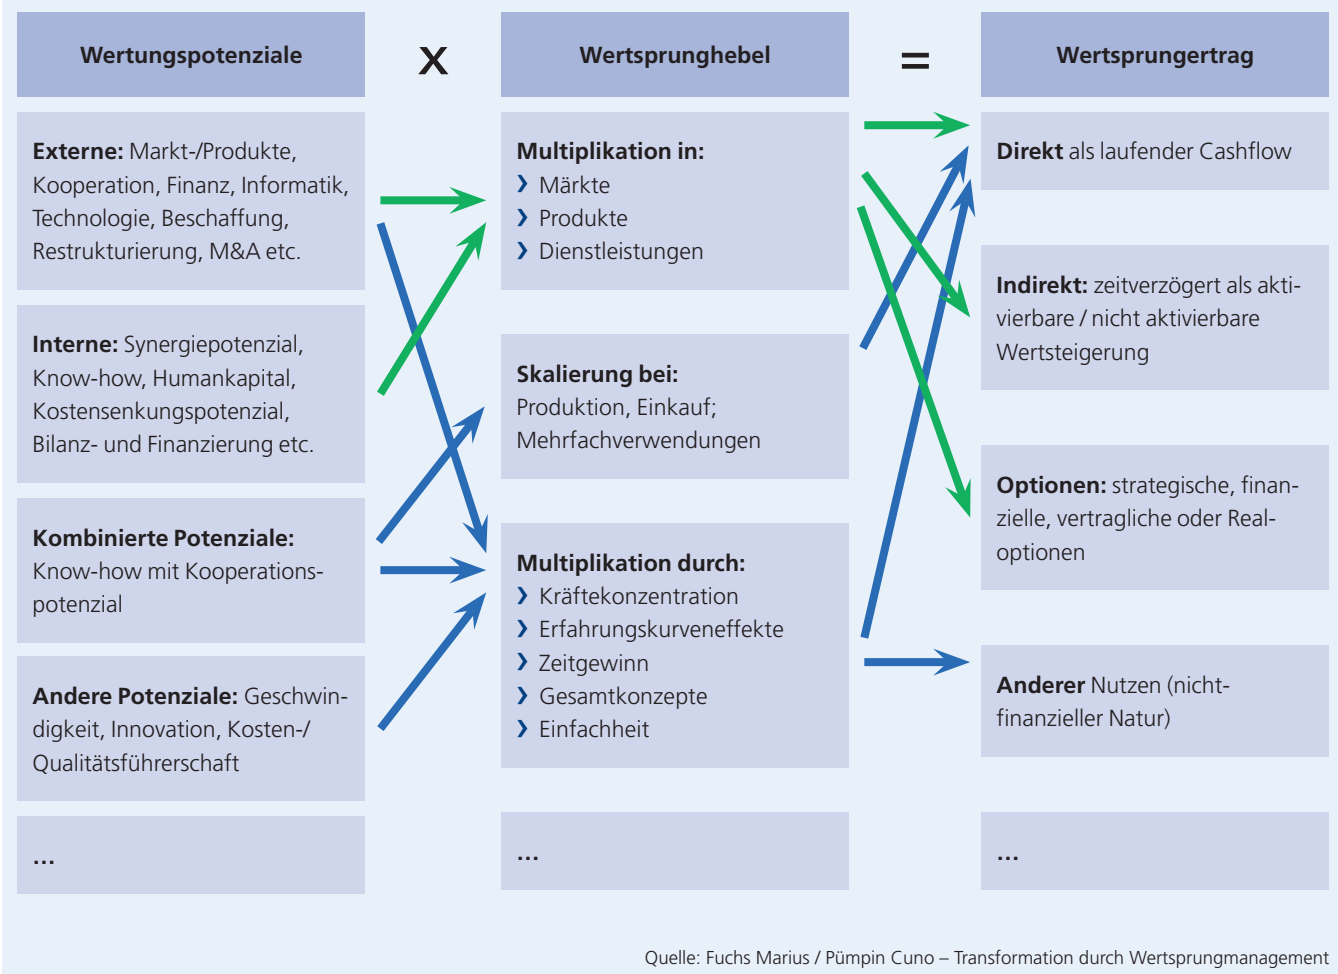 Wertungspotenziale
X
Wertsprunghebel
=
Wertsprungertrag
Externe: Markt-/Produkte,
Kooperation, Finanz, Informatik,
Technologie, Beschaffung,
Restrukturierung, M&A etc.
Interne: Synergiepotenzial,
Know-how, Humankapital,
Kostensenkungspotenzial,
Bilanz- und Finanzierung etc.
Kombinierte Potenziale:
Know-how mit Kooperations-
potenzial
Andere Potenziale: Geschwin-
digkeit, Innovation, Kosten-/
Qualitätsführerschaft
...
Multiplikation in:
❯ Märkte
❯ Produkte
❯ Dienstleistungen
Skalierung bei:
Produktion, Einkauf;
Mehrfachverwendungen
Multiplikation durch:
❯ Kräftekonzentration
❯ Erfahrungskurveneffekte
❯ Zeitgewinn
❯ Gesamtkonzepte
❯ Einfachheit
...
Direkt als laufender Cashflow
Indirekt: zeitverzögert als akti-
vierbare / nicht aktivierbare
Wertsteigerung
Optionen: strategische, finan-
zielle, vertragliche oder Real-
optionen
Anderer Nutzen (nicht-
finanzieller Natur)
...
Quelle: Fuchs Marius / Pümpin Cuno – Transformation durch Wertsprungmanagement